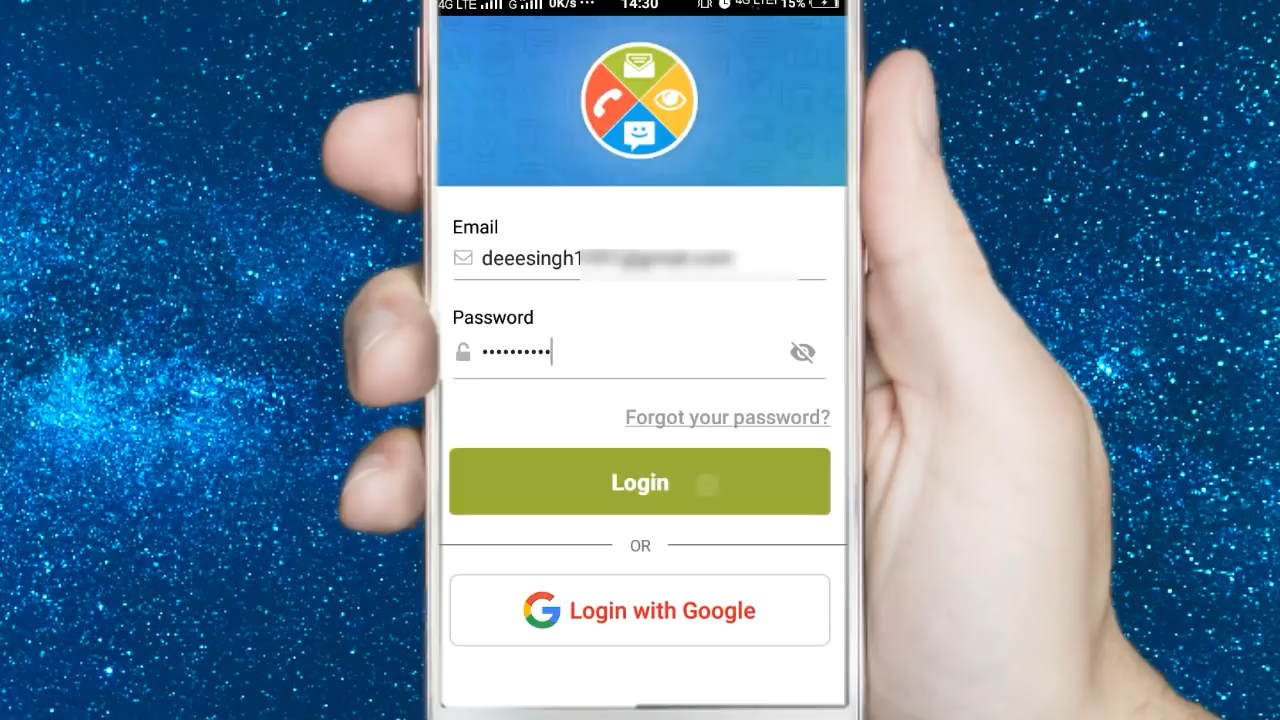 4G LTE G 0K/s ... 14:30 4G LTE 15%
Email
deeesingh1
Password
••••••••••
Forgot your password?
Login
OR
Login with Google